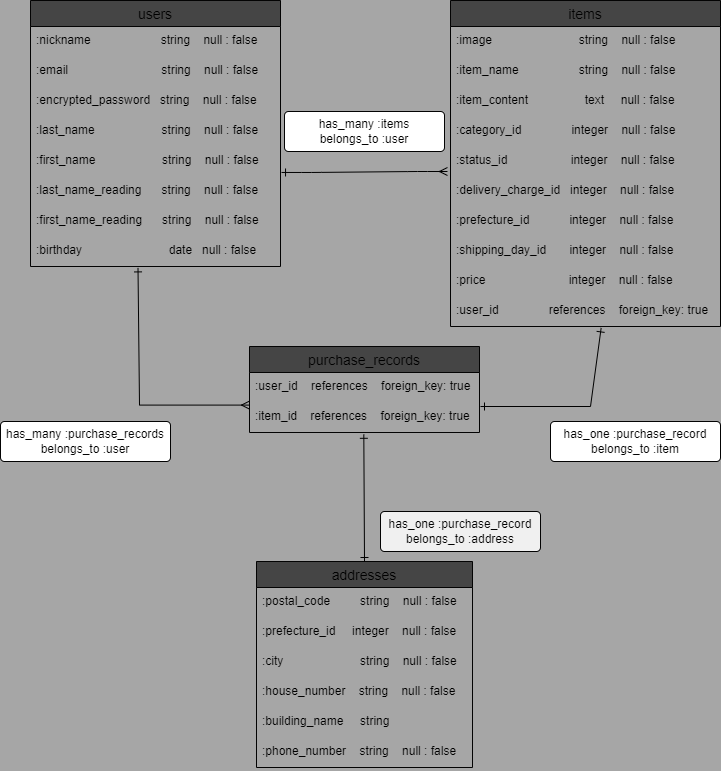 users
:nickname string null : false
:email string null : false
:encrypted_password string null : false
:last_name string null : false
:first_name string null : false
:last_name_reading string null : false
:first_name_reading string null : false
:birthday date null : false
has_many :items
belongs_to :user
items
:image string null : false
:item_name string null : false
:item_content text null : false
:category_id integer null : false
:status_id integer null : false
:delivery_charge_id integer null : false
:prefecture_id integer null : false
:shipping_day_id integer null : false
:price integer null : false
:user_id references foreign_key: true
purchase_records
:user_id references foreign_key: true
:item_id references foreign_key: true
has_many :purchase_records
belongs_to :user
has_one :purchase_record
belongs_to :item
has_one :purchase_record
belongs_to :address
addresses
:postal_code string null : false
:prefecture_id integer null : false
:city string null : false
:house_number string null : false
:building_name string
:phone_number string null : false